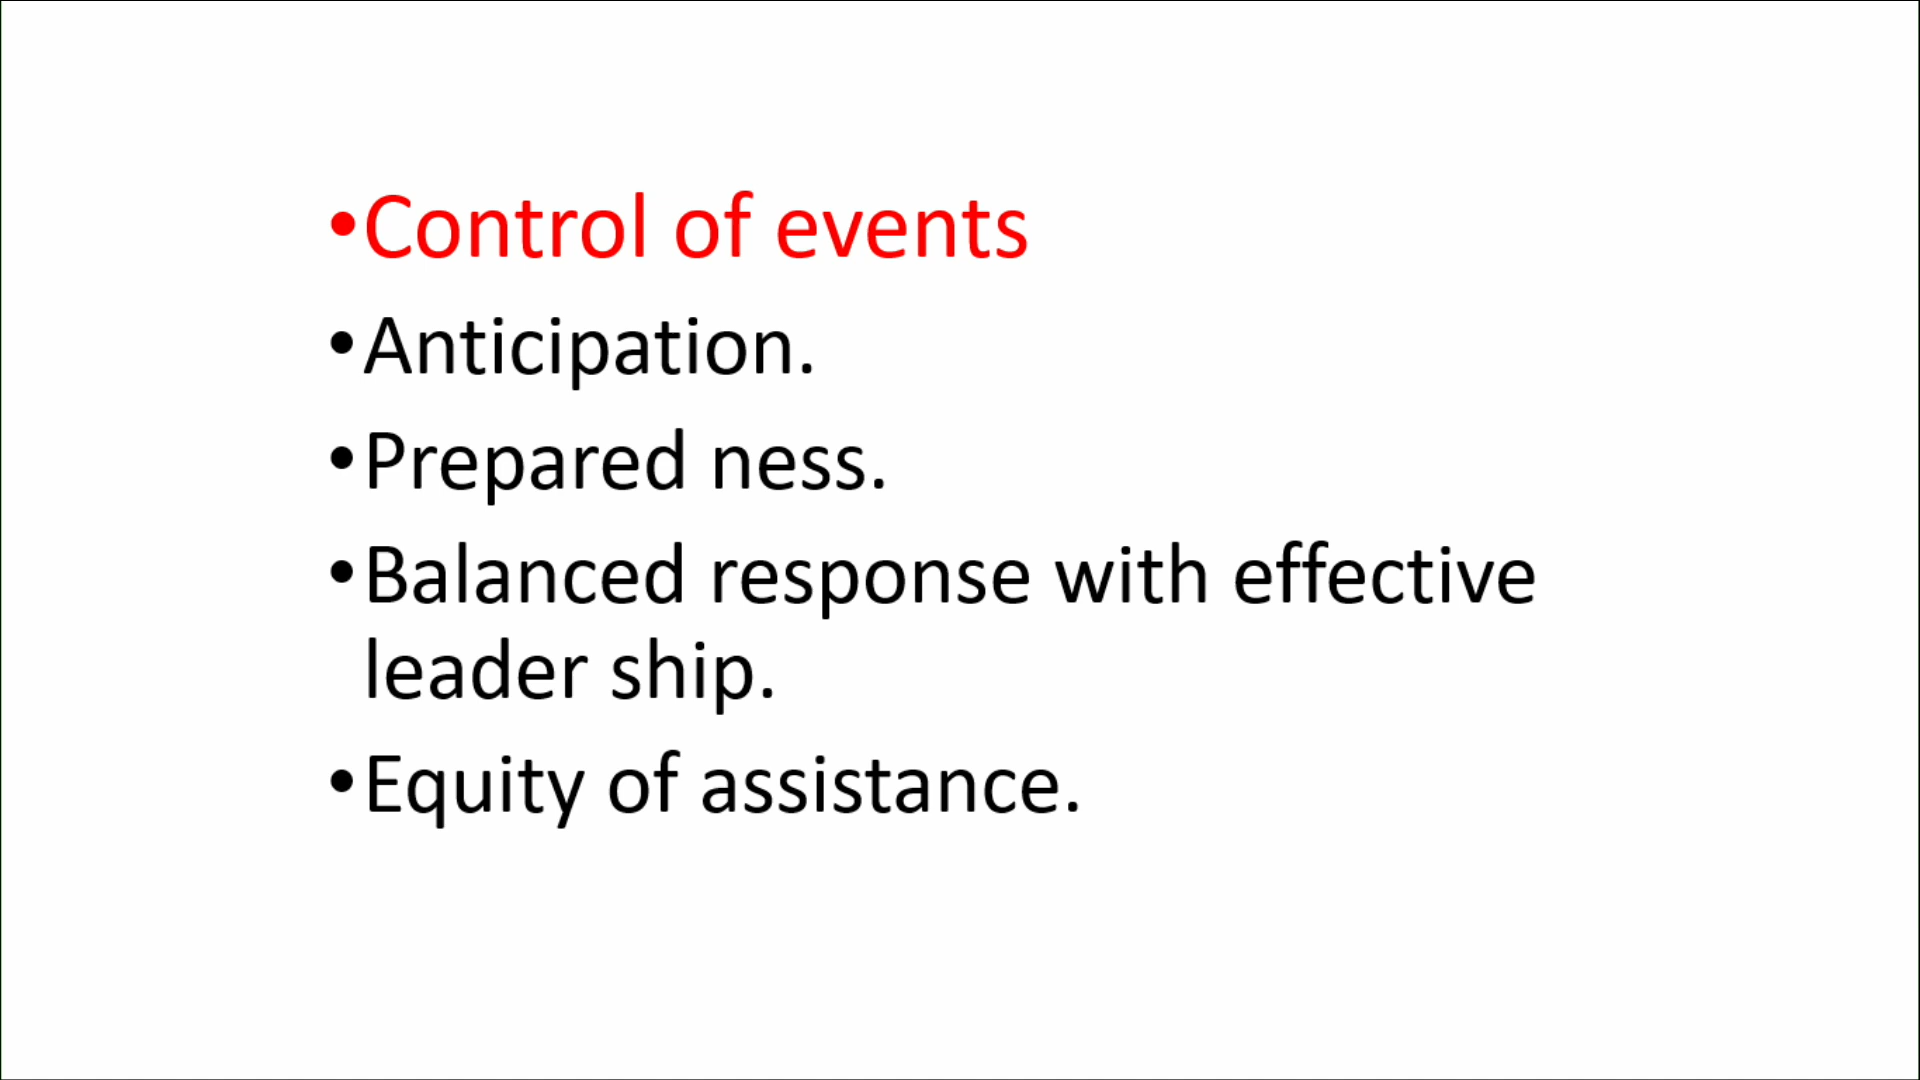 •Control of events
•Anticipation.
•Prepared ness.
•Balanced response with effective
leader ship.
•Equity of assistance.